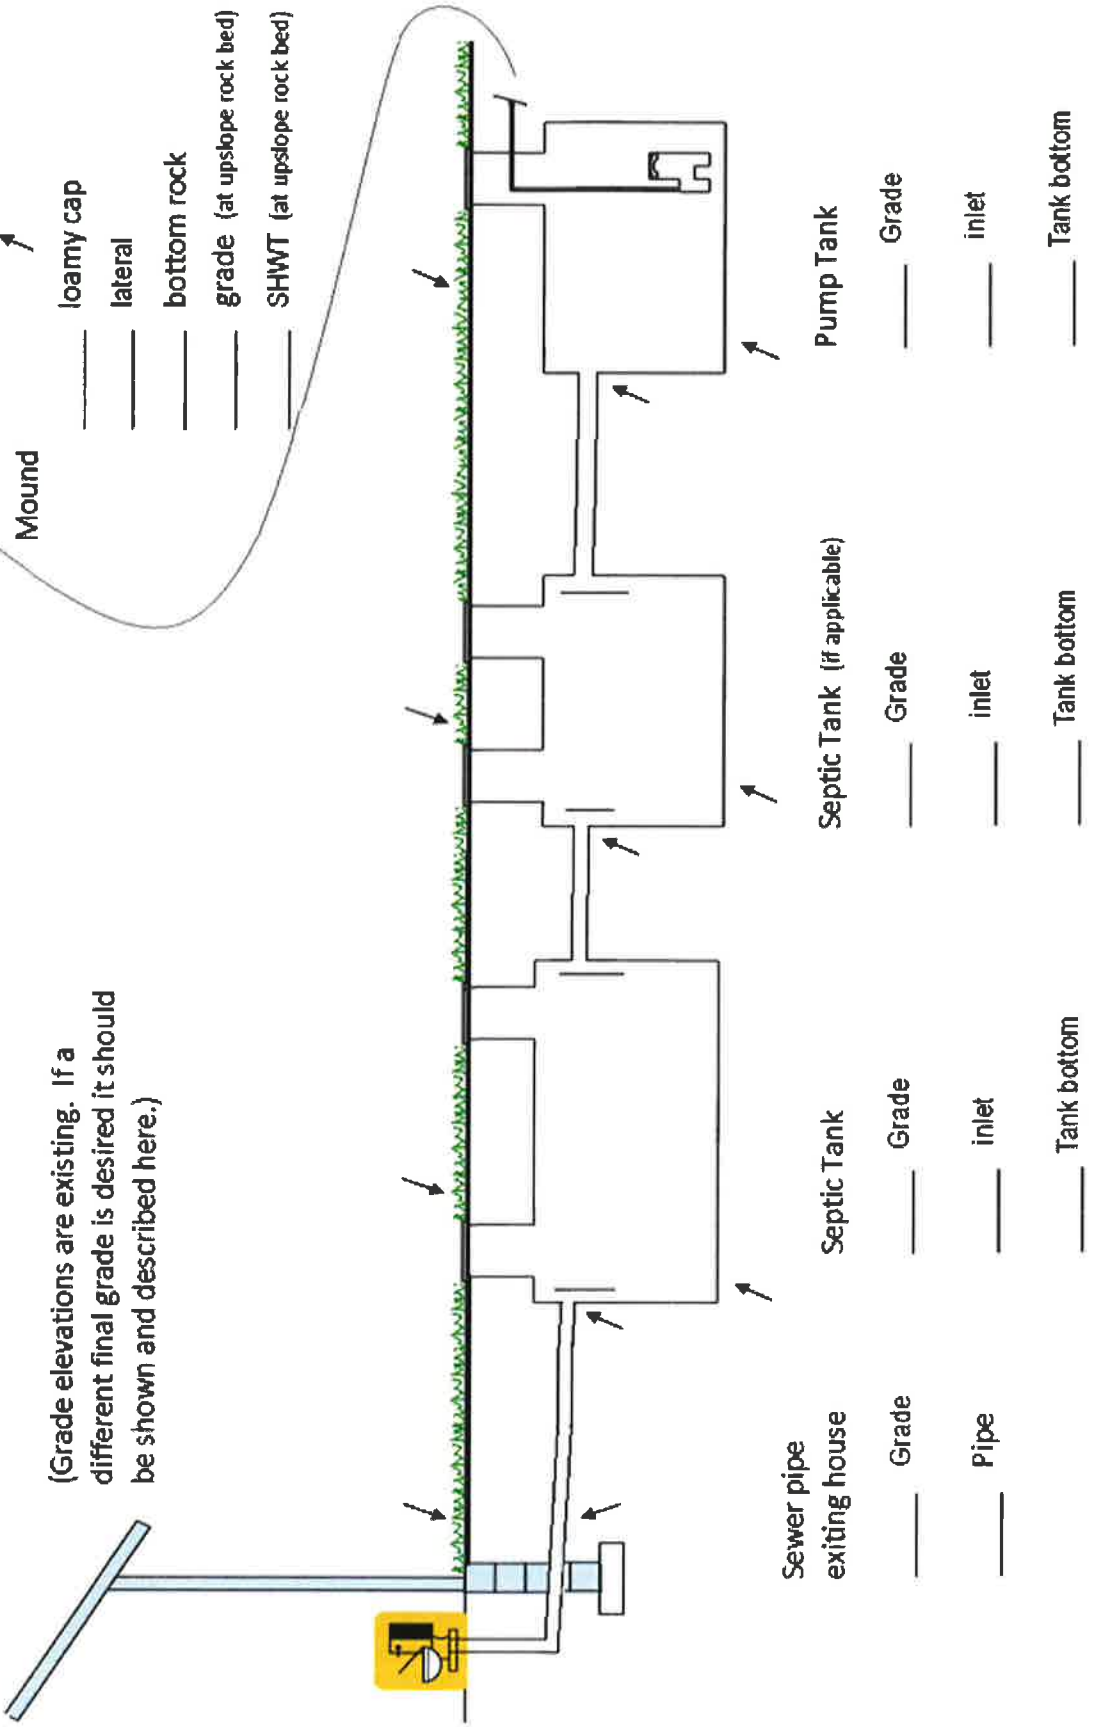 (Grade elevations are existing. If a
different final grade is desired it should
be shown and described here.)
Mound
loamy cap
lateral
bottom rock
grade (at upslope rock bed)
SHWT (at upslope rock bed)
Sewer pipe
exiting house
Grade
Pipe
Septic Tank
Grade
inlet
Tank bottom
Septic Tank (if applicable)
Grade
inlet
Tank bottom
Pump Tank
Grade
inlet
Tank bottom